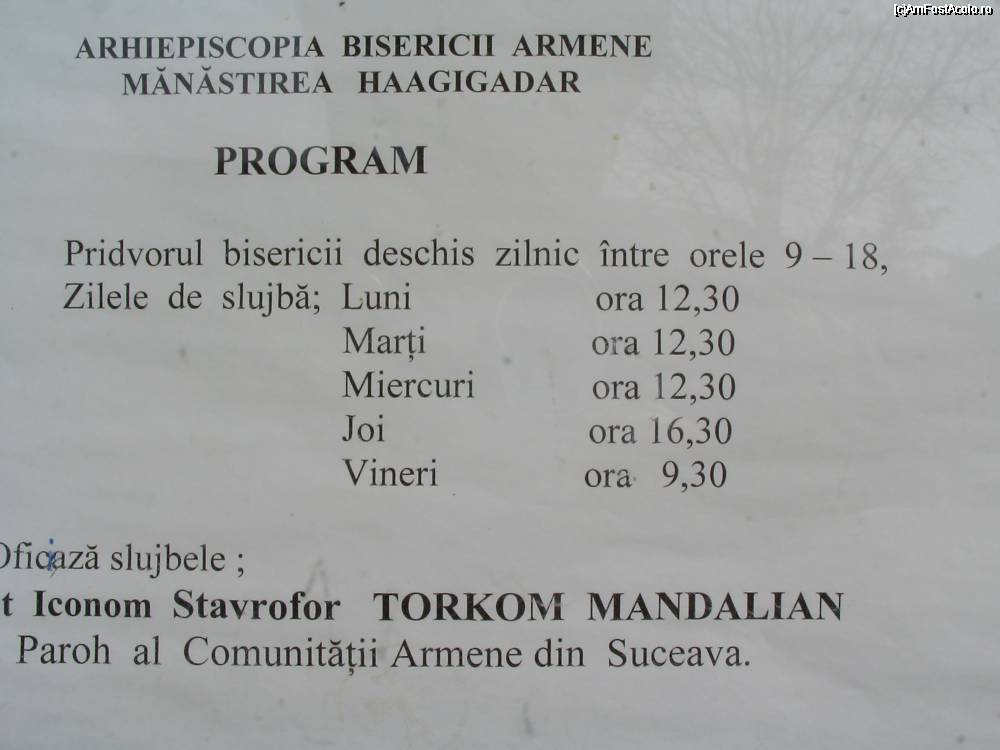 (c)AmFostAcolo.ro
ARHIEPISCOPIA BISERICII ARMENE
MĂNĂSTIREA HAAGIGADAR
PROGRAM
Pridvorul bisericii deschis zilnic între orele 9 – 18,
Zilele de slujbă; Luni ora 12,30
Marți ora 12,30
Miercuri ora 12,30
Joi ora 16,30
Vineri ora 9,30
Oficiază slujbele ;
t Iconom Stavrofor TORKOM MANDALIAN
Paroh al Comunității Armene din Suceava.